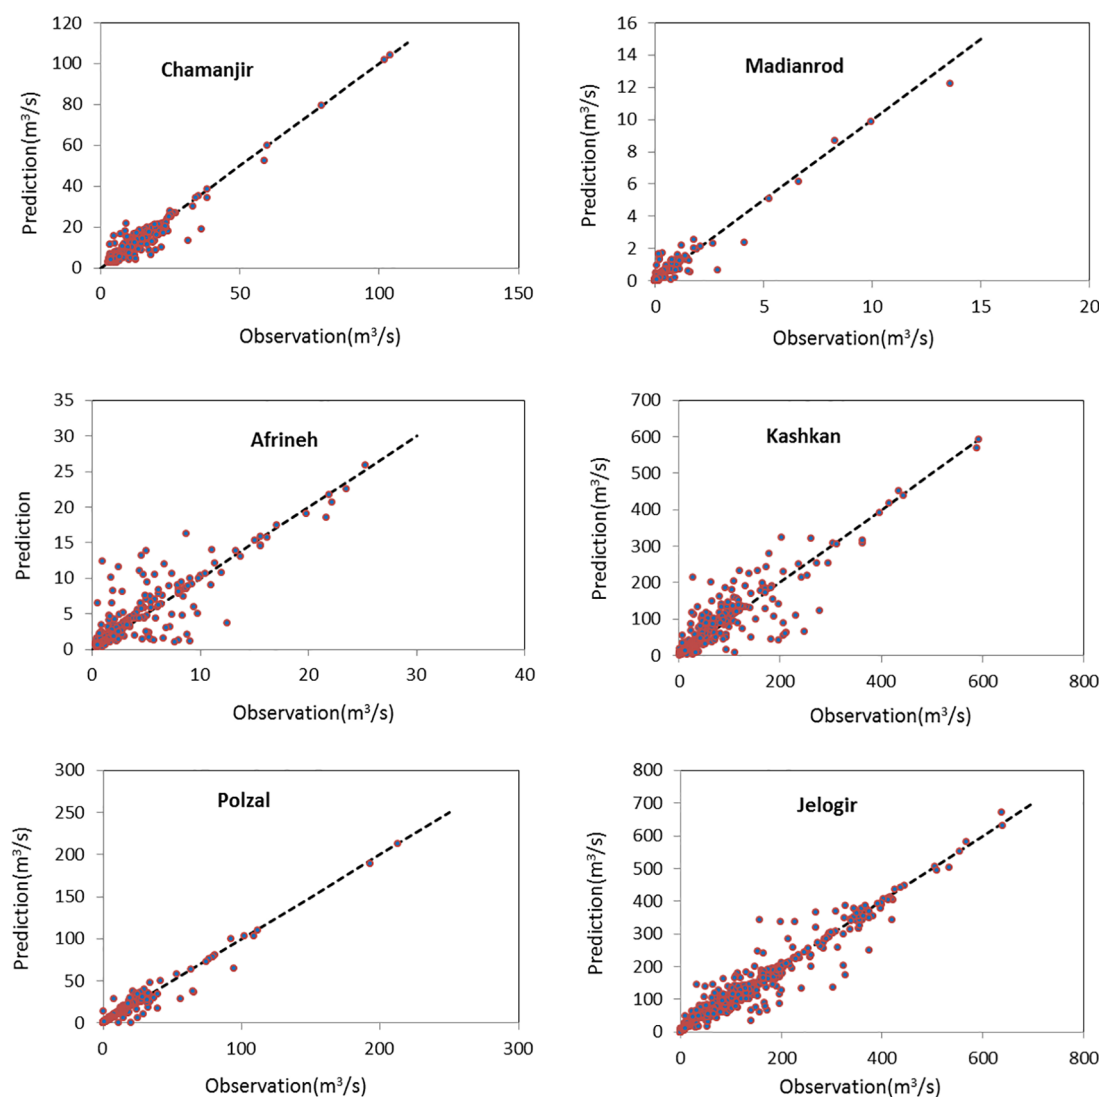 120
100
80
60
40
20
0
Prediction(m³/s)
Chamanjir
0 50 100 150
Observation(m³/s)
16
14
12
10
8
6
4
2
0
Prediction(m³/s)
Madianrod
5 10 15 20
Observation(m³/s)
35
30
25
20
15
10
5
0
Prediction
Afrineh
0 10 20 30 40
Observation(m³/s)
700
600
500
400
300
200
100
0
Prediction(m³/s)
Kashkan
0 200 400 600 800
Observation(m³/s)
300
250
200
150
100
50
0
Prediction(m³/s)
Polzal
0 100 200 300
Observation(m³/s)
800
700
600
500
400
300
200
100
0
Prediction(m³/s)
Jelogir
0 200 400 600 800
Observation(m³/s)